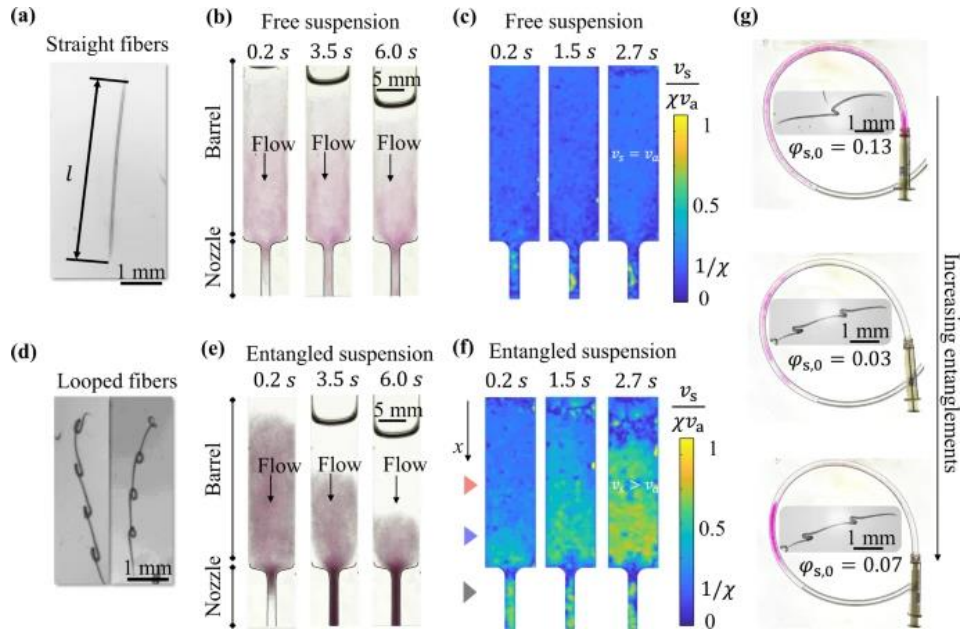 (a)
Straight fibers
l
1 mm
(b)
Free suspension
0.2 s 3.5 s 6.0 s
5 mm
Barrel
Flow Flow Flow
Nozzle
(c)
Free suspension
0.2 s 1.5 s 2.7 s
v_s = v_a
v_s
χv_a
1
0.5
1/χ
0
(d)
Looped fibers
1 mm
(e)
Entangled suspension
0.2 s 3.5 s 6.0 s
5 mm
Barrel
Flow Flow Flow
Nozzle
(f)
Entangled suspension
0.2 s 1.5 s 2.7 s
x
v_s > v_a
v_s
χv_a
1
0.5
1/χ
0
(g)
1 mm
φ_s,0 = 0.13
1 mm
φ_s,0 = 0.03
1 mm
φ_s,0 = 0.07
Increasing entanglements